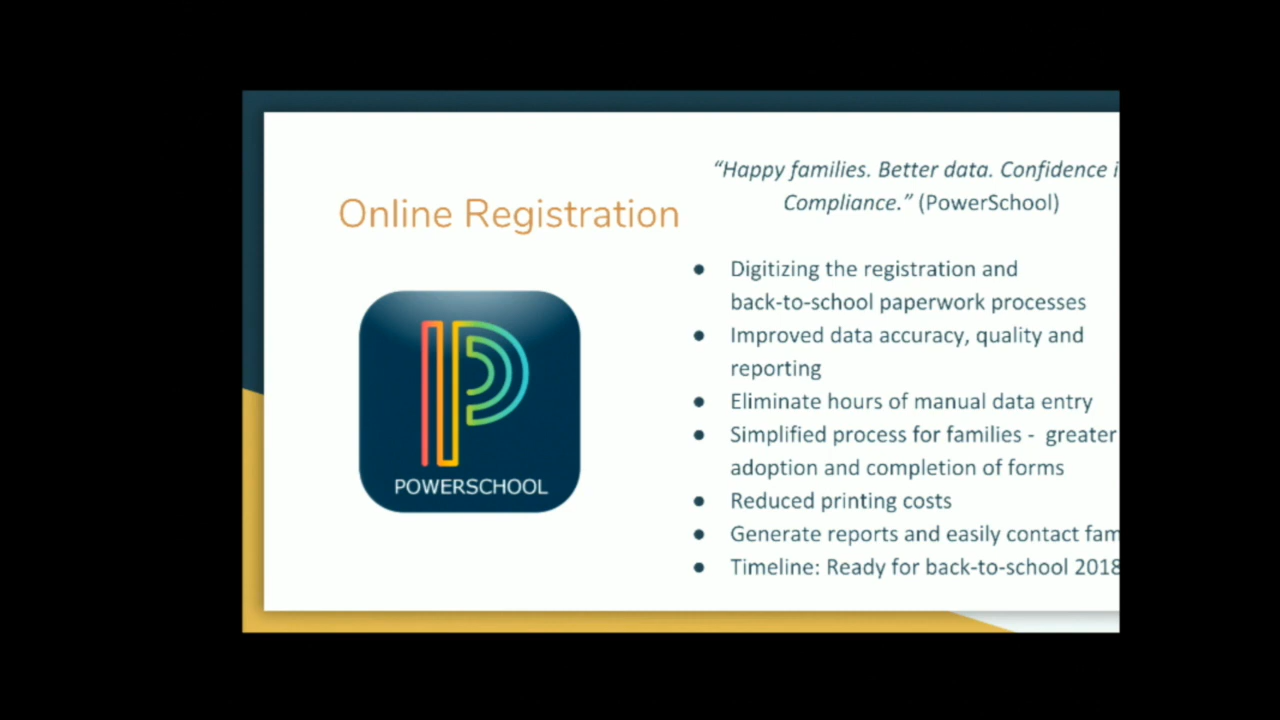 “Happy families. Better data. Confidence
Compliance.” (PowerSchool)
Online Registration
● Digitizing the registration and
back-to-school paperwork processes
● Improved data accuracy, quality and
reporting
● Eliminate hours of manual data entry
● Simplified process for families - greater
adoption and completion of forms
● Reduced printing costs
● Generate reports and easily contact
● Timeline: Ready for back-to-school 2018
POWERSCHOOL